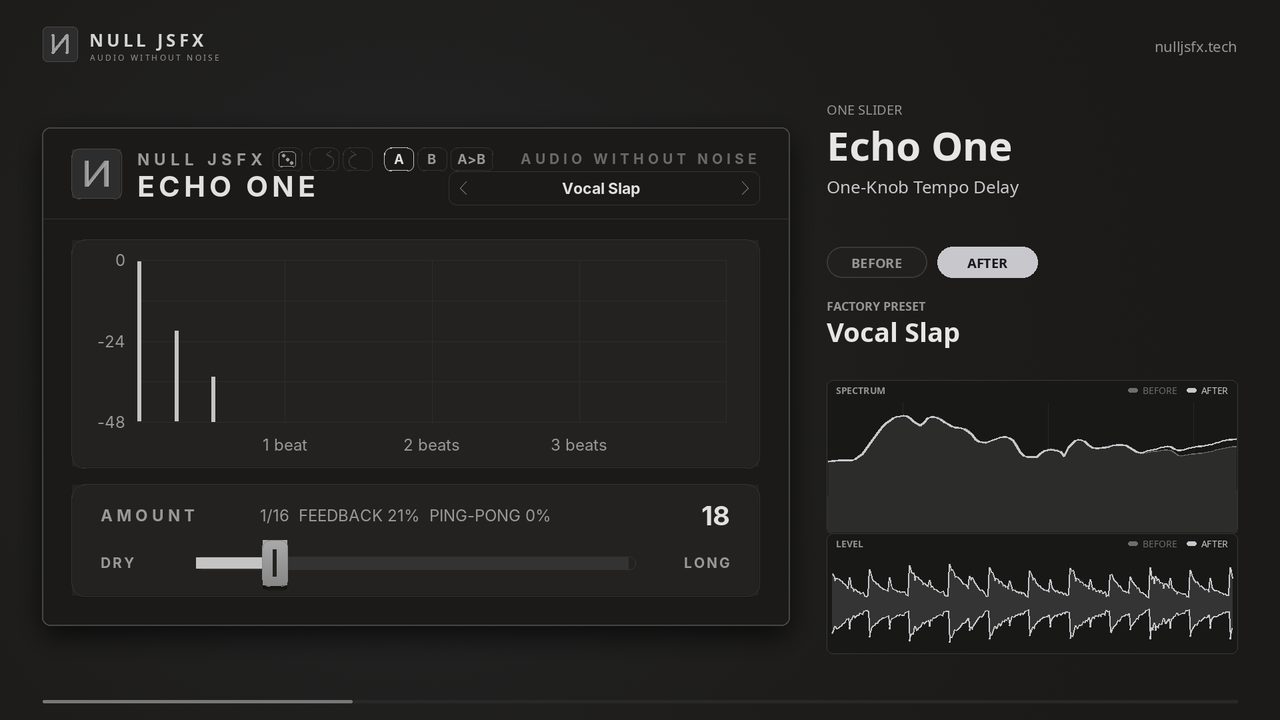 NULL JSFX
AUDIO WITHOUT NOISE
nulljsfx.tech
NULL JSFX
A
B
A>B
AUDIO WITHOUT NOISE
ECHO ONE
Vocal Slap
0
-24
-48
1 beat
2 beats
3 beats
AMOUNT
1/16 FEEDBACK 21% PING-PONG 0%
18
DRY
LONG
ONE SLIDER
Echo One
One-Knob Tempo Delay
BEFORE
AFTER
FACTORY PRESET
Vocal Slap
SPECTRUM
BEFORE
AFTER
LEVEL
BEFORE
AFTER